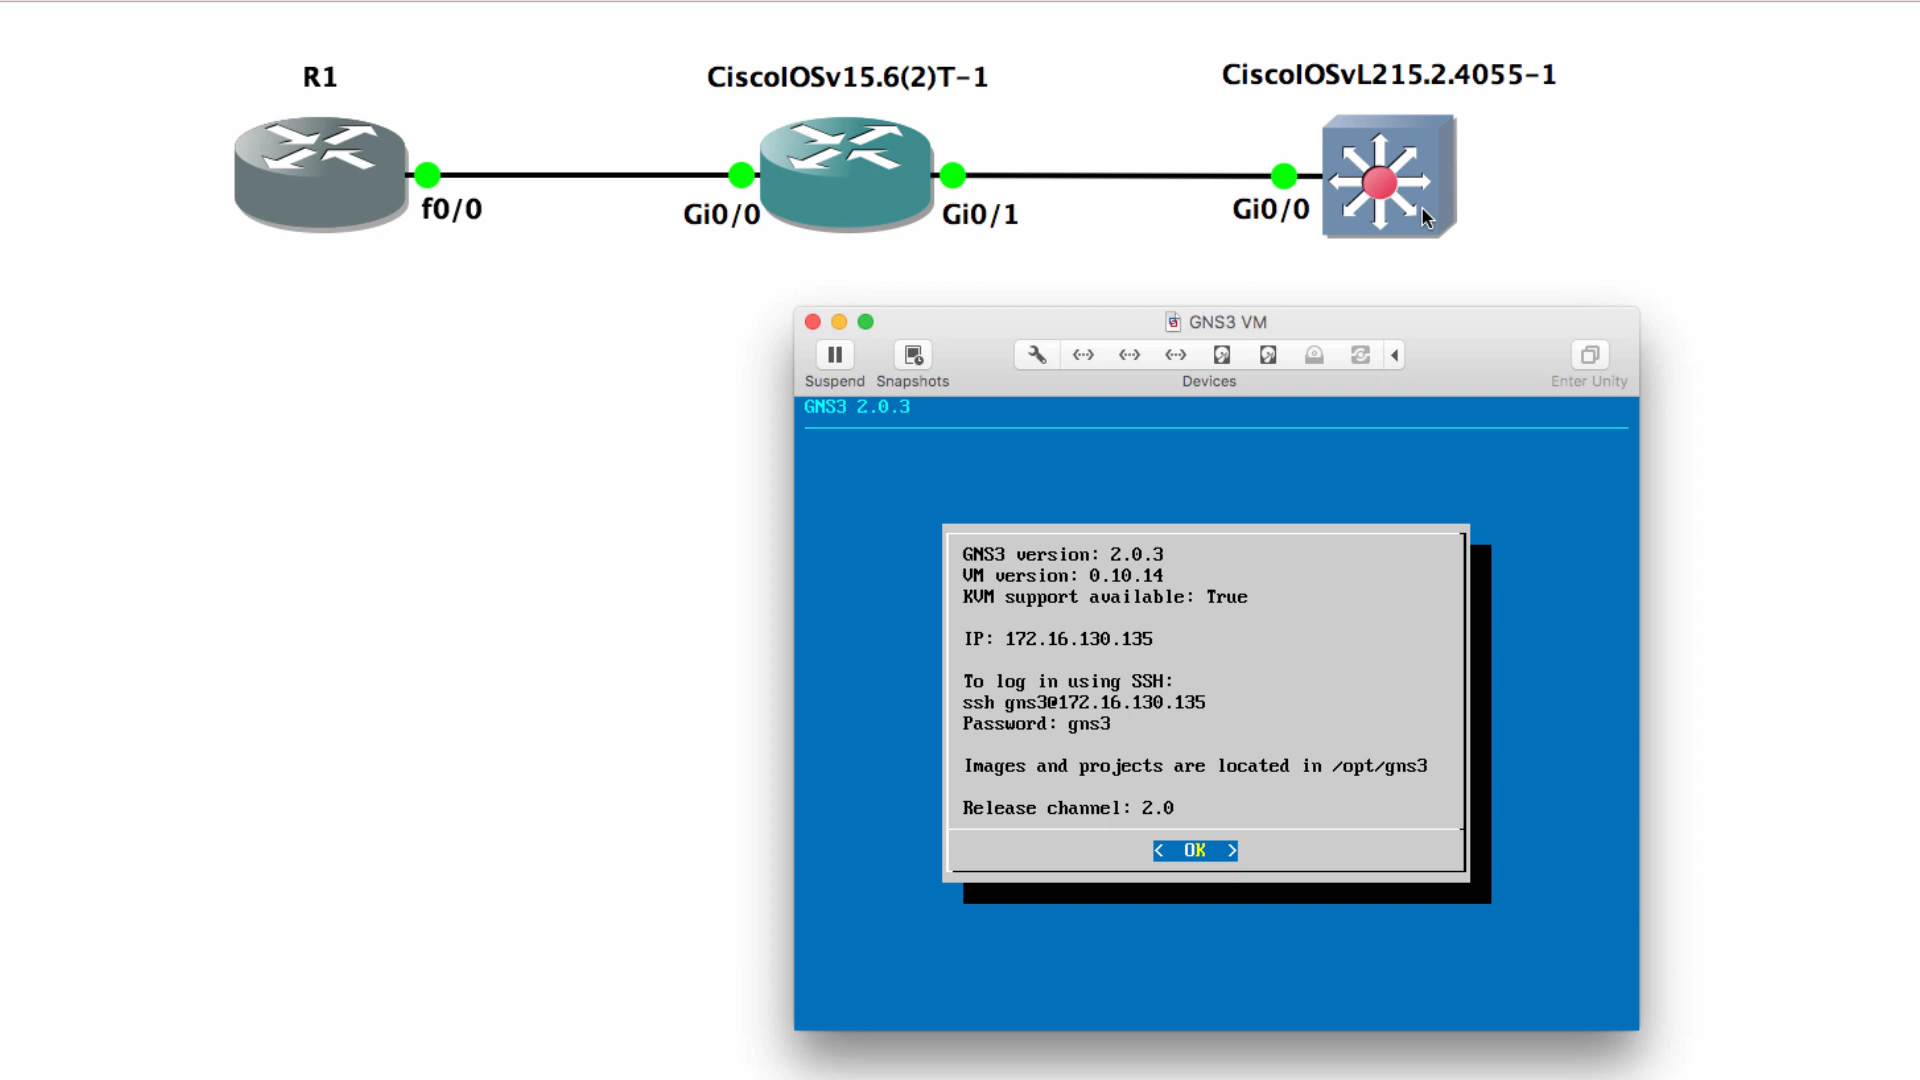 R1
CiscoIOSv15.6(2)T-1
CiscoIOSvL215.2.4055-1
f0/0
Gi0/0
Gi0/1
Gi0/0
GNS3 VM
Suspend
Snapshots
Devices
Enter Unity
GNS3 2.0.3
GNS3 version: 2.0.3
VM version: 0.10.14
KVM support available: True
IP: 172.16.130.135
To log in using SSH:
ssh gns3@172.16.130.135
Password: gns3
Images and projects are located in /opt/gns3
Release channel: 2.0
< OK >